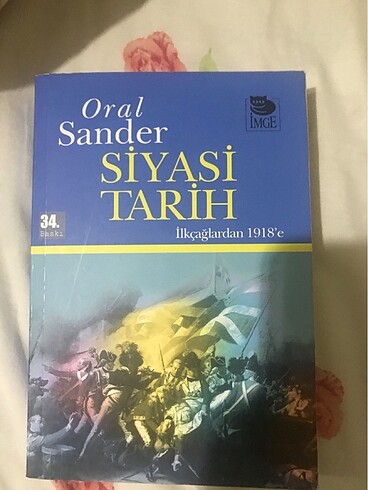 Oral
Sander
İMGE
SİYASİ
TARİH
34.
Baskı
İlkçağlardan 1918'e